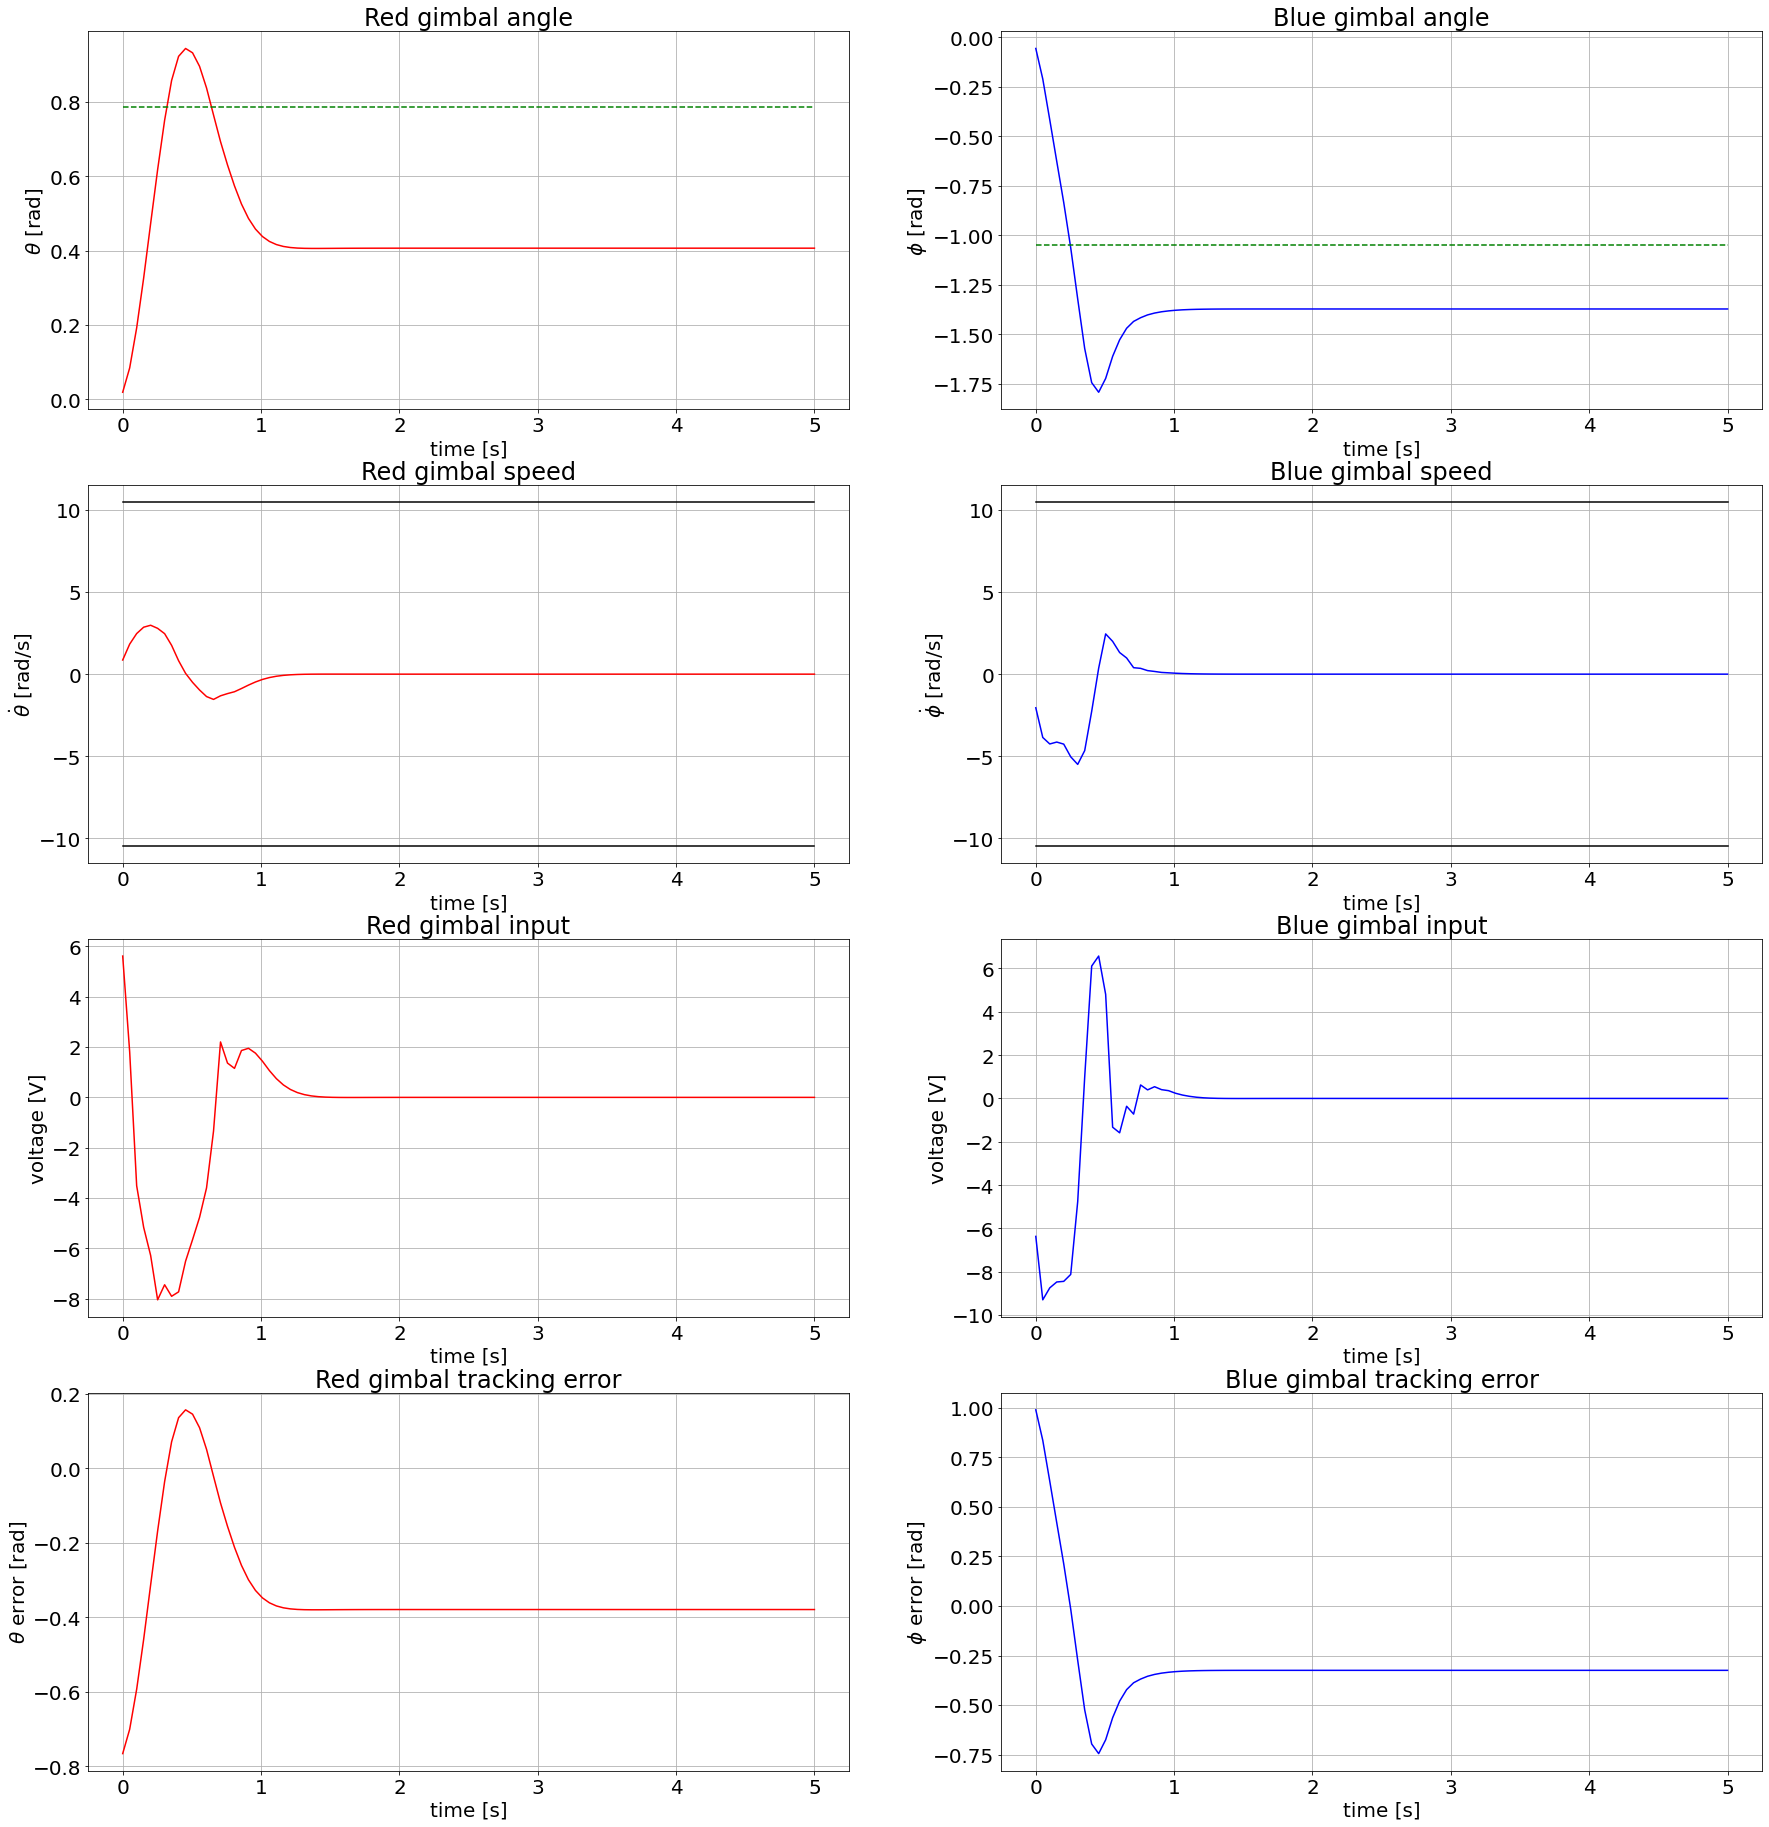 Red gimbal angle
0.8
0.6
0.4
0.2
0.0
θ [rad]
0 1 2 3 4 5
time [s]
Blue gimbal angle
0.00
−0.25
−0.50
−0.75
−1.00
−1.25
−1.50
−1.75
ϕ [rad]
0 1 2 3 4 5
time [s]
Red gimbal speed
10
5
0
−5
−10
θ̇ [rad/s]
0 1 2 3 4 5
time [s]
Blue gimbal speed
10
5
0
−5
−10
ϕ̇ [rad/s]
0 1 2 3 4 5
time [s]
Red gimbal input
6
4
2
0
−2
−4
−6
−8
voltage [V]
0 1 2 3 4 5
time [s]
Blue gimbal input
6
4
2
0
−2
−4
−6
−8
−10
voltage [V]
0 1 2 3 4 5
time [s]
Red gimbal tracking error
0.2
0.0
−0.2
−0.4
−0.6
−0.8
θ error [rad]
0 1 2 3 4 5
time [s]
Blue gimbal tracking error
1.00
0.75
0.50
0.25
0.00
−0.25
−0.50
−0.75
ϕ error [rad]
0 1 2 3 4 5
time [s]